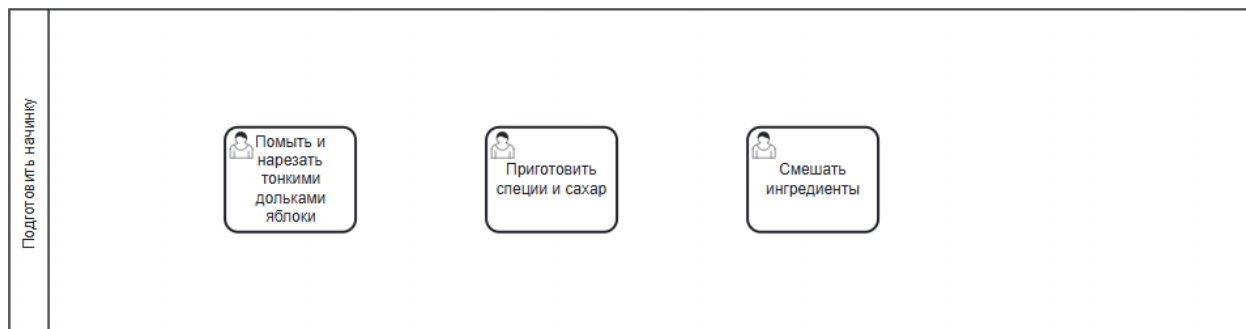 Подготовить начинку
Помыть и
нарезать
тонкими
дольками
яблоки
Приготовить
специи и сахар
Смешать
ингредиенты